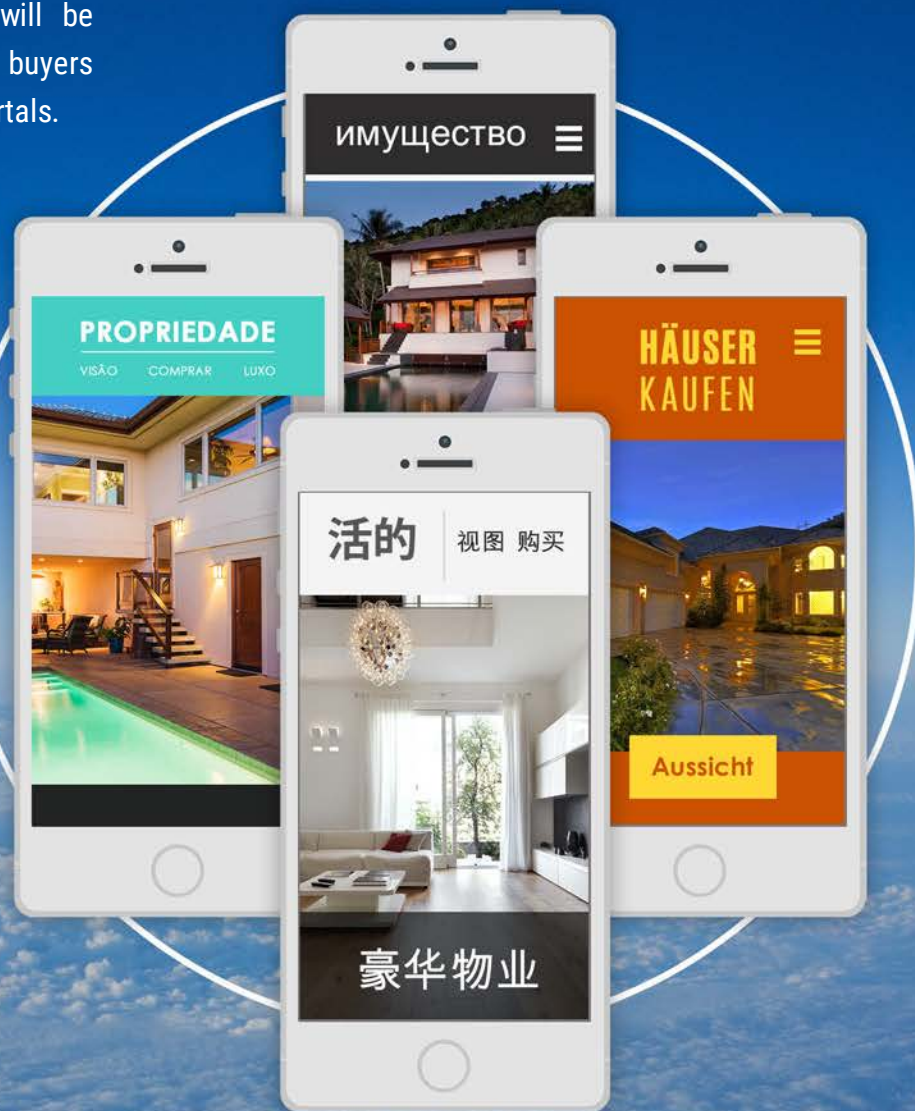 will be
buyers
rtals.
имущество
PROPRIEDADE
VISÃO COMPRAR LUXO
HÄUSER
KAUFEN
Aussicht
活的
视图 购买
豪华物业